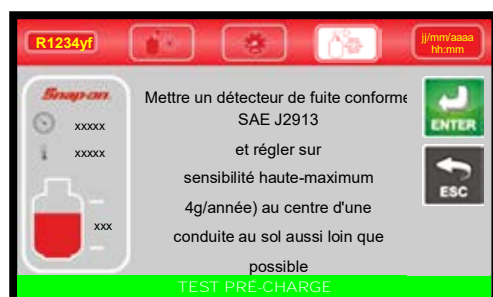 R1234yf
jj/mm/aaaa
hh:mm
Snap-on
xxxxx
xxxxx
xxx
Mettre un détecteur de fuite conforme
SAE J2913
et régler sur
sensibilité haute-maximum
4g/année) au centre d'une
conduite au sol aussi loin que
possible
ENTER
ESC
TEST PRÉ-CHARGE